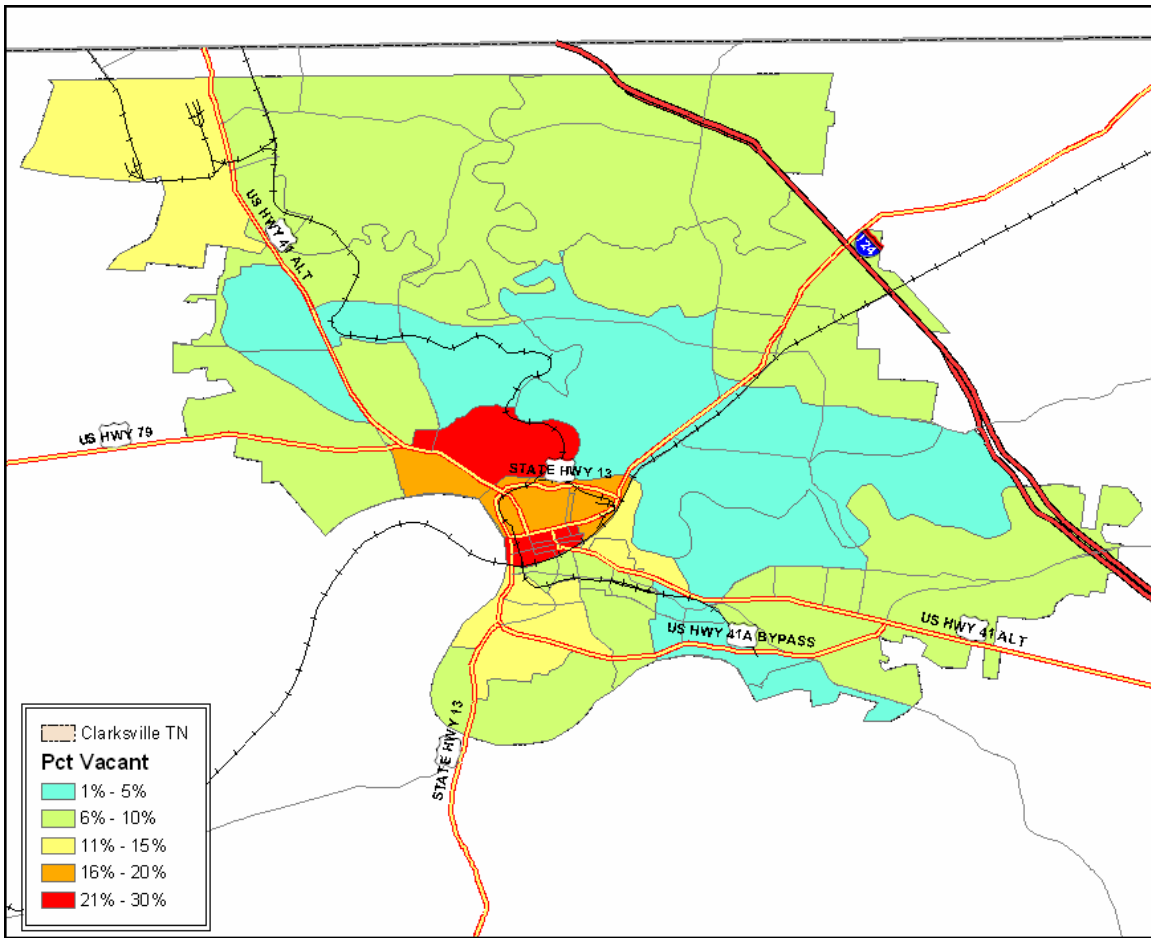 US HWY 41 ALT
I 24
US HWY 79
STATE HWY 13
US HWY 41A BYPASS
US HWY 41 ALT
STATE HWY 13
Clarksville TN
Pct Vacant
1% - 5%
6% - 10%
11% - 15%
16% - 20%
21% - 30%